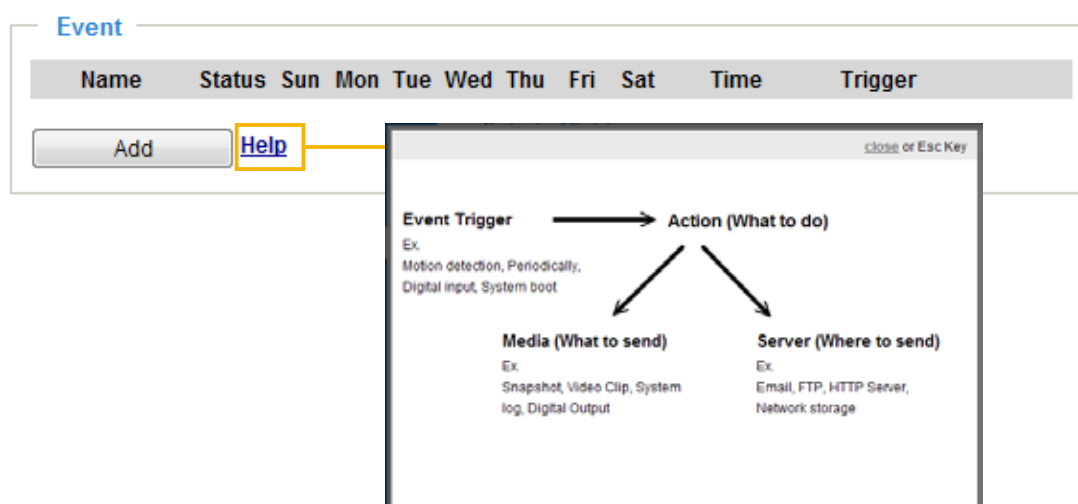 Event
Name Status Sun Mon Tue Wed Thu Fri Sat Time Trigger
Add Help
close or Esc Key
Event Trigger
Ex.
Motion detection, Periodically,
Digital input, System boot
Action (What to do)
Media (What to send)
Ex.
Snapshot, Video Clip, System
log, Digital Output
Server (Where to send)
Ex.
Email, FTP, HTTP Server,
Network storage